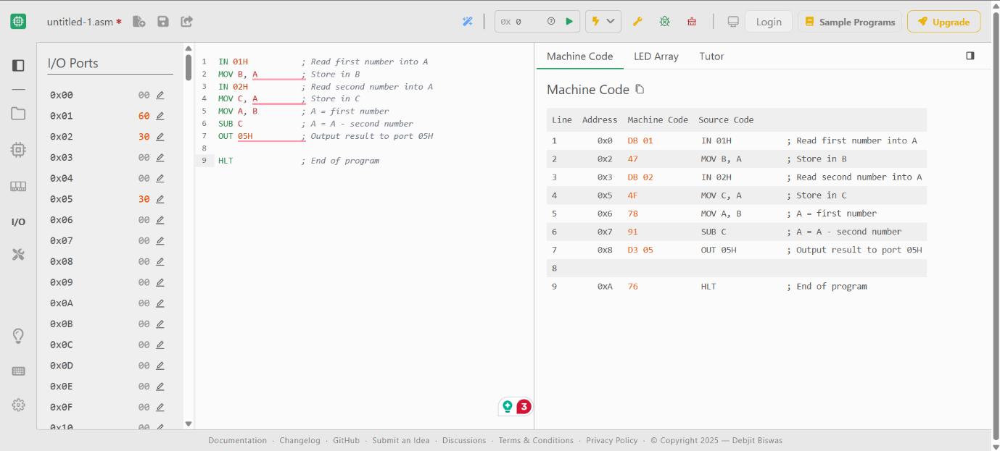 untitled-1.asm *
0x 0
Login
Sample Programs
Upgrade
I/O
I/O Ports
0x00 00
0x01 60
0x02 30
0x03 00
0x04 00
0x05 30
0x06 00
0x07 00
0x08 00
0x09 00
0x0A 00
0x0B 00
0x0C 00
0x0D 00
0x0E 00
0x0F 00
0x10 00
1 IN 01H ; Read first number into A
2 MOV B, A ; Store in B
3 IN 02H ; Read second number into A
4 MOV C, A ; Store in C
5 MOV A, B ; A = first number
6 SUB C ; A = A - second number
7 OUT 05H ; Output result to port 05H
8
9 HLT ; End of program
3
Machine Code LED Array Tutor
Machine Code
Line Address Machine Code Source Code
1 0x0 DB 01 IN 01H ; Read first number into A
2 0x2 47 MOV B, A ; Store in B
3 0x3 DB 02 IN 02H ; Read second number into A
4 0x5 4F MOV C, A ; Store in C
5 0x6 78 MOV A, B ; A = first number
6 0x7 91 SUB C ; A = A - second number
7 0x8 D3 05 OUT 05H ; Output result to port 05H
8
9 0xA 76 HLT ; End of program
Documentation · Changelog · GitHub · Submit an Idea · Discussions · Terms & Conditions · Privacy Policy · © Copyright 2025 — Debjit Biswas